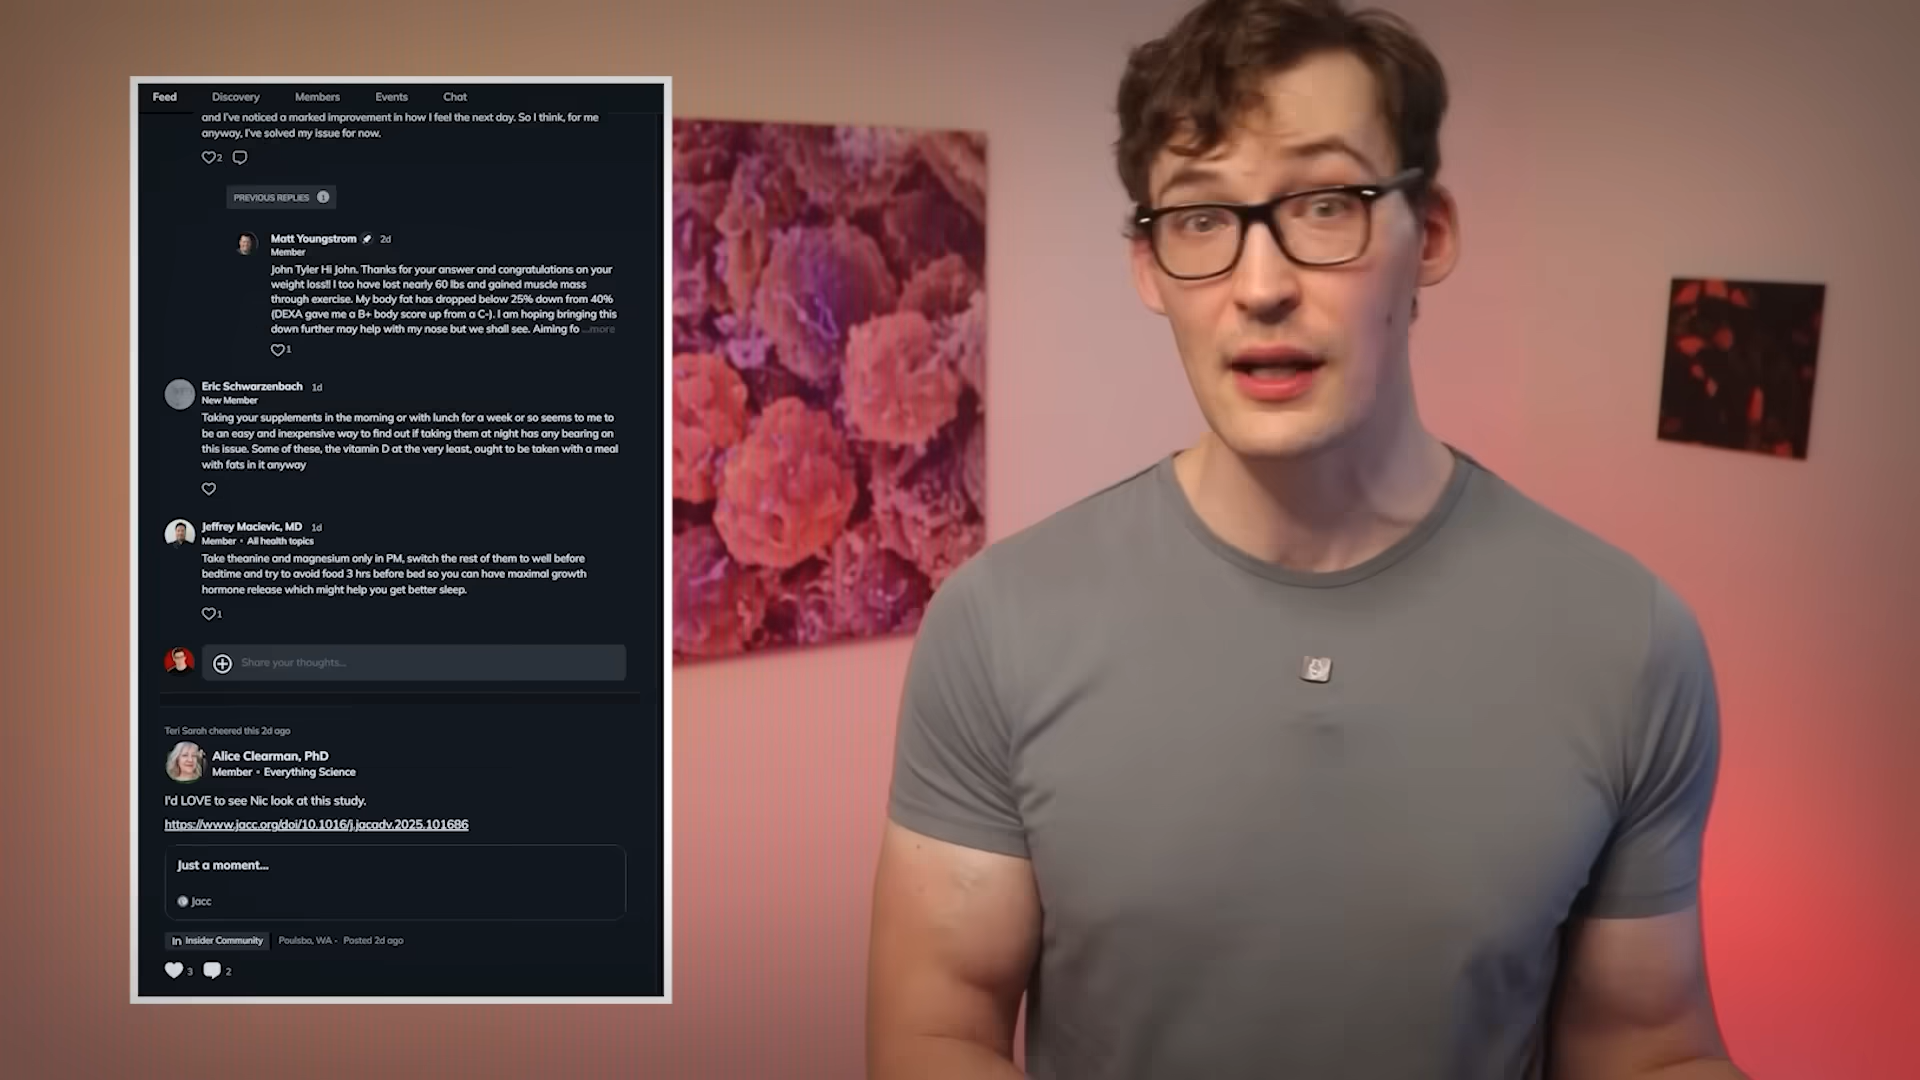 Feed Discovery Members Events Chat
and I've noticed a marked improvement in how I feel the next day. So I think, for me
anyway, I've solved my issue for now.
2
PREVIOUS REPLIES 1
Matt Youngstrom 2d
Member
John Tyler Hi John. Thanks for your answer and congratulations on your
weight loss!! I too have lost nearly 60 lbs and gained muscle mass
through exercise. My body fat has dropped below 25% down from 40%
(DEXA gave me a B+ body score up from a C-). I am hoping bringing this
down further may help with my nose but we shall see. Aiming fo ...more
1
Eric Schwarzenbach 1d
New Member
Taking your supplements in the morning or with lunch for a week or so seems to me to
be an easy and inexpensive way to find out if taking them at night has any bearing on
this issue. Some of these, the vitamin D at the very least, ought to be taken with a meal
with fats in it anyway
Jeffrey Macievic, MD 1d
Member • All health topics
Take theanine and magnesium only in PM, switch the rest of them to well before
bedtime and try to avoid food 3 hrs before bed so you can have maximal growth
hormone release which might help you get better sleep.
1
Share your thoughts...
Teri Sarah cheered this 2d ago
Alice Clearman, PhD
Member • Everything Science
I'd LOVE to see Nic look at this study.
https://www.jacc.org/doi/10.1016/j.jacadv.2025.101686
Just a moment...
Jacc
In Insider Community Poulsbo, WA - Posted 2d ago
3 2